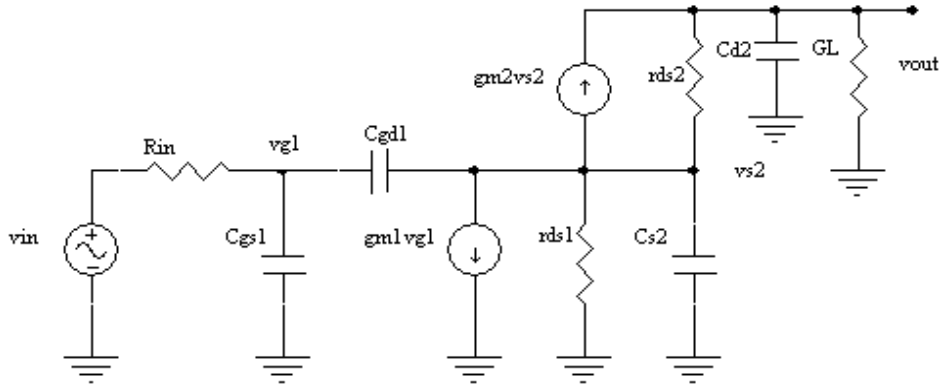 Cd2 GL
gm2vs2 rds2 vout
Cgd1
Rin vg1 vs2
vin Cgs1 gm1vg1 rds1 Cs2